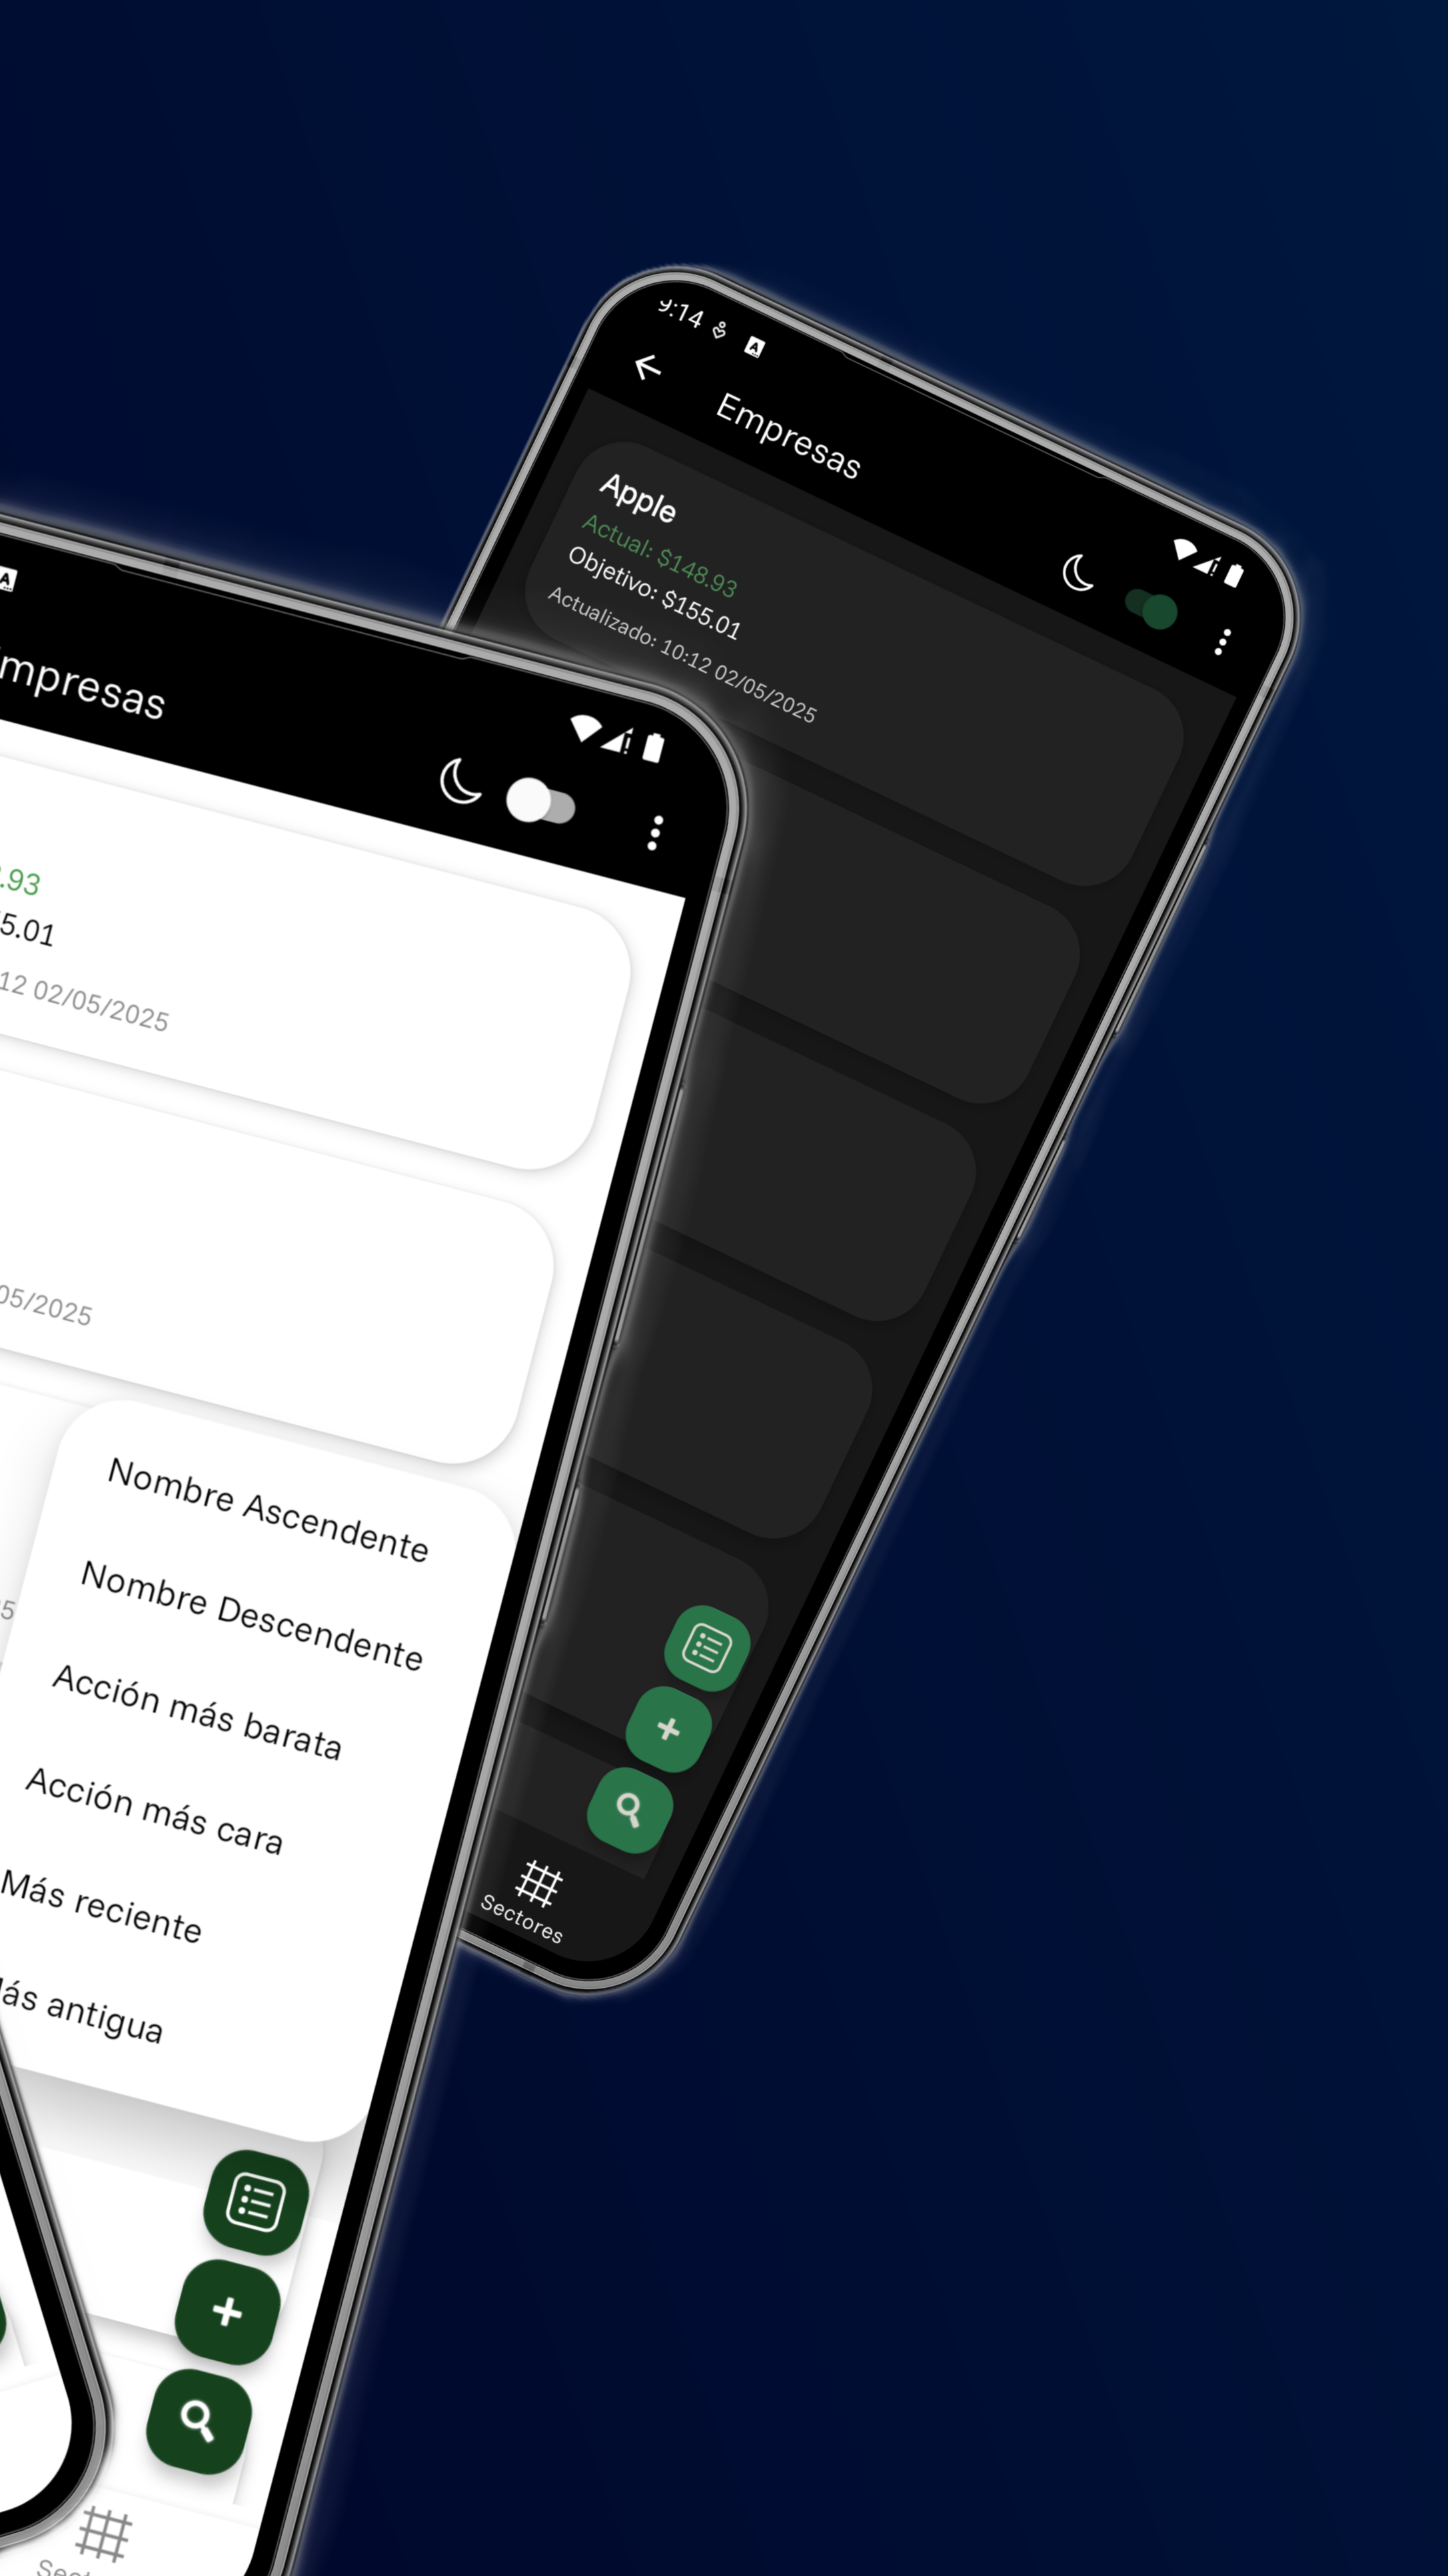 9:14
Empresas
Apple
Actual: $148.93
Objetivo: $155.01
Actualizado: 10:12 02/05/2025
Sectores
mpresas
.93
5.01
12 02/05/2025
05/2025
Nombre Ascendente
Nombre Descendente
Acción más barata
Acción más cara
Más reciente
ás antigua